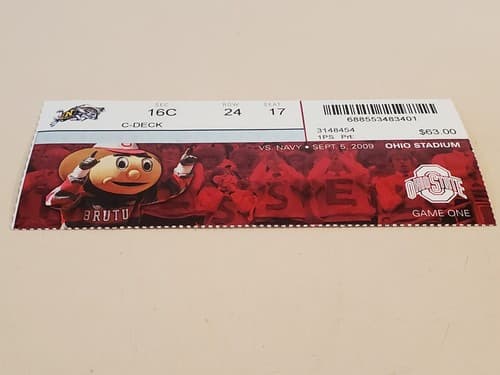 SEC ROW SEAT
16C 24 17
C-DECK
688553483401
3148454
1PS Prt $63.00
VS. NAVY • SEPT 5, 2009 OHIO STADIUM
BRUTU
OHIO STATE
GAME ONE